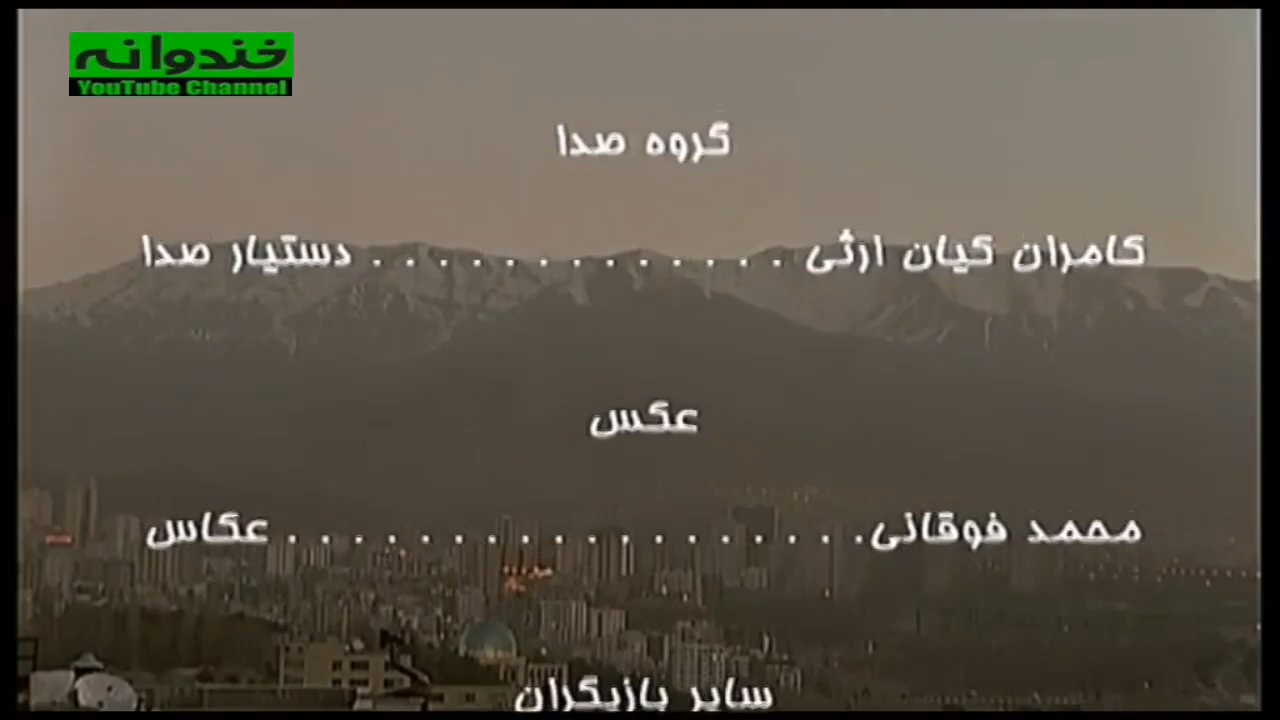 خندوانه
YouTube Channel
گروه صدا
کامران کیان ارثی . . . . . . . . . . . . . دستیار صدا
عکس
محمد فوقانی. . . . . . . . . . . . . . . . . . عکاس
سایر بازیگران